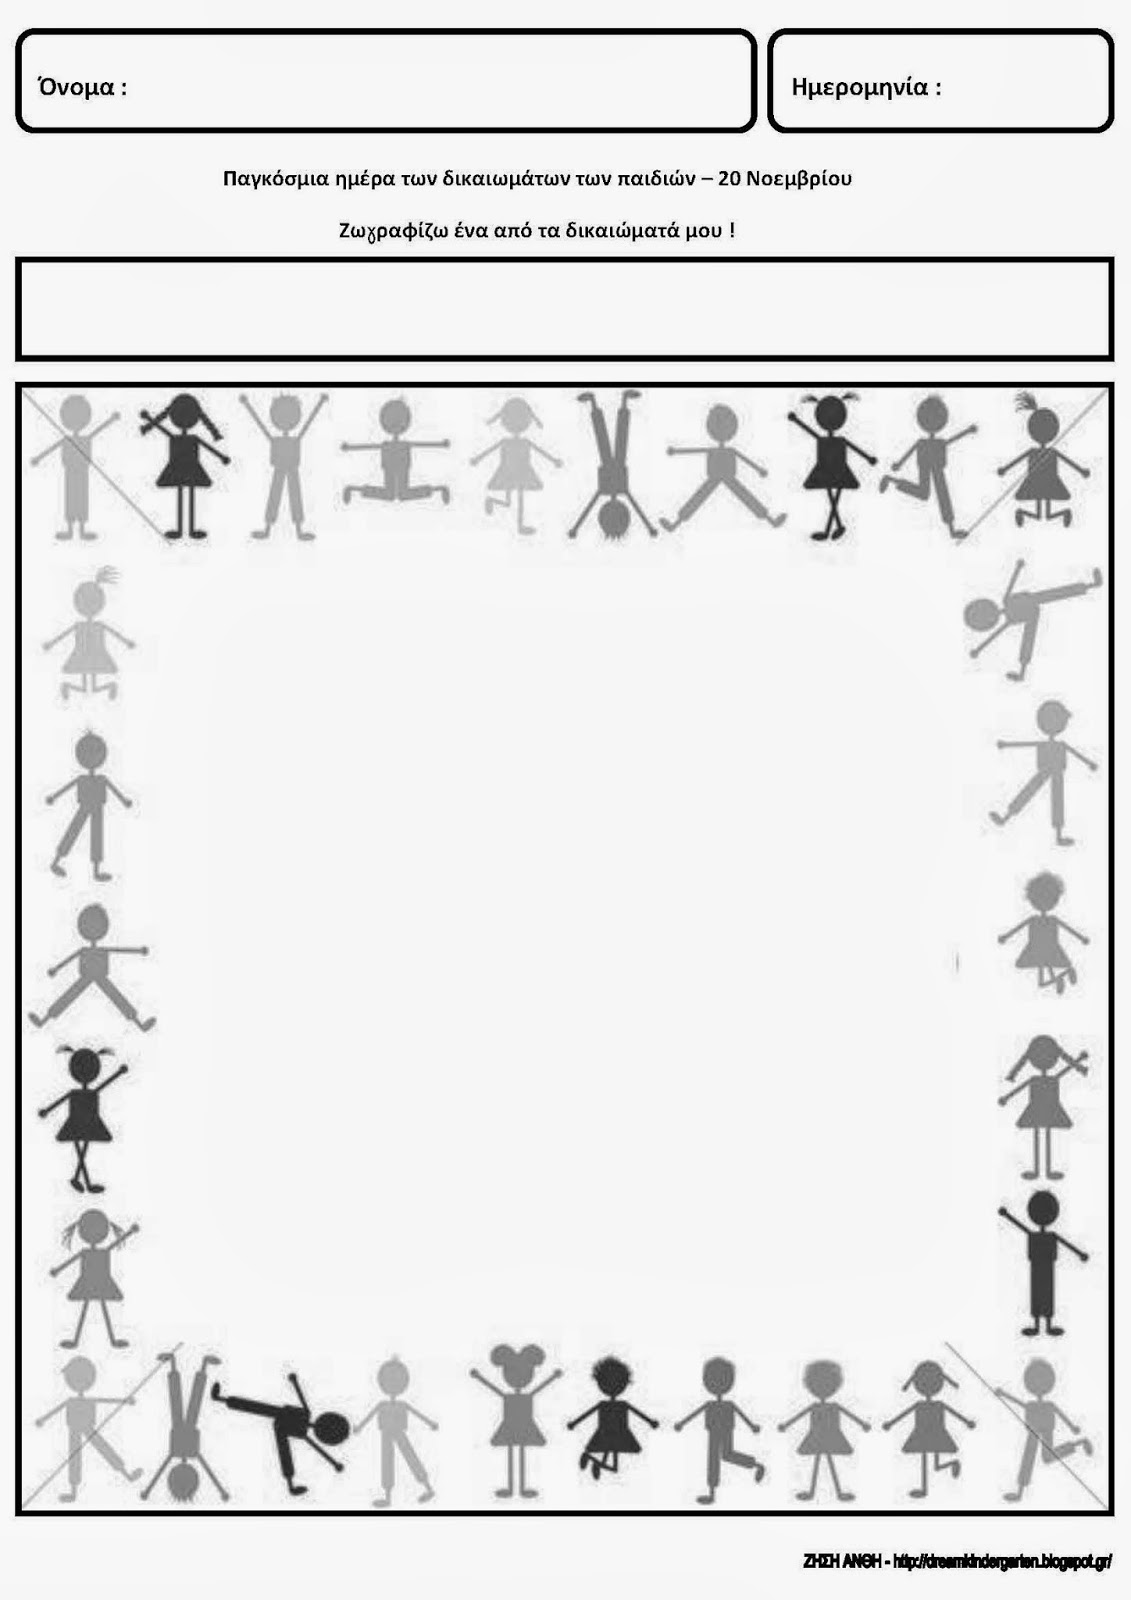 Όνομα :
Ημερομηνία :
Παγκόσμια ημέρα των δικαιωμάτων των παιδιών – 20 Νοεμβρίου
Ζωγραφίζω ένα από τα δικαιώματά μου !
ΖΗΣΗ ΑΝΘΗ - http://dreamkindergarten.blogspot.gr/